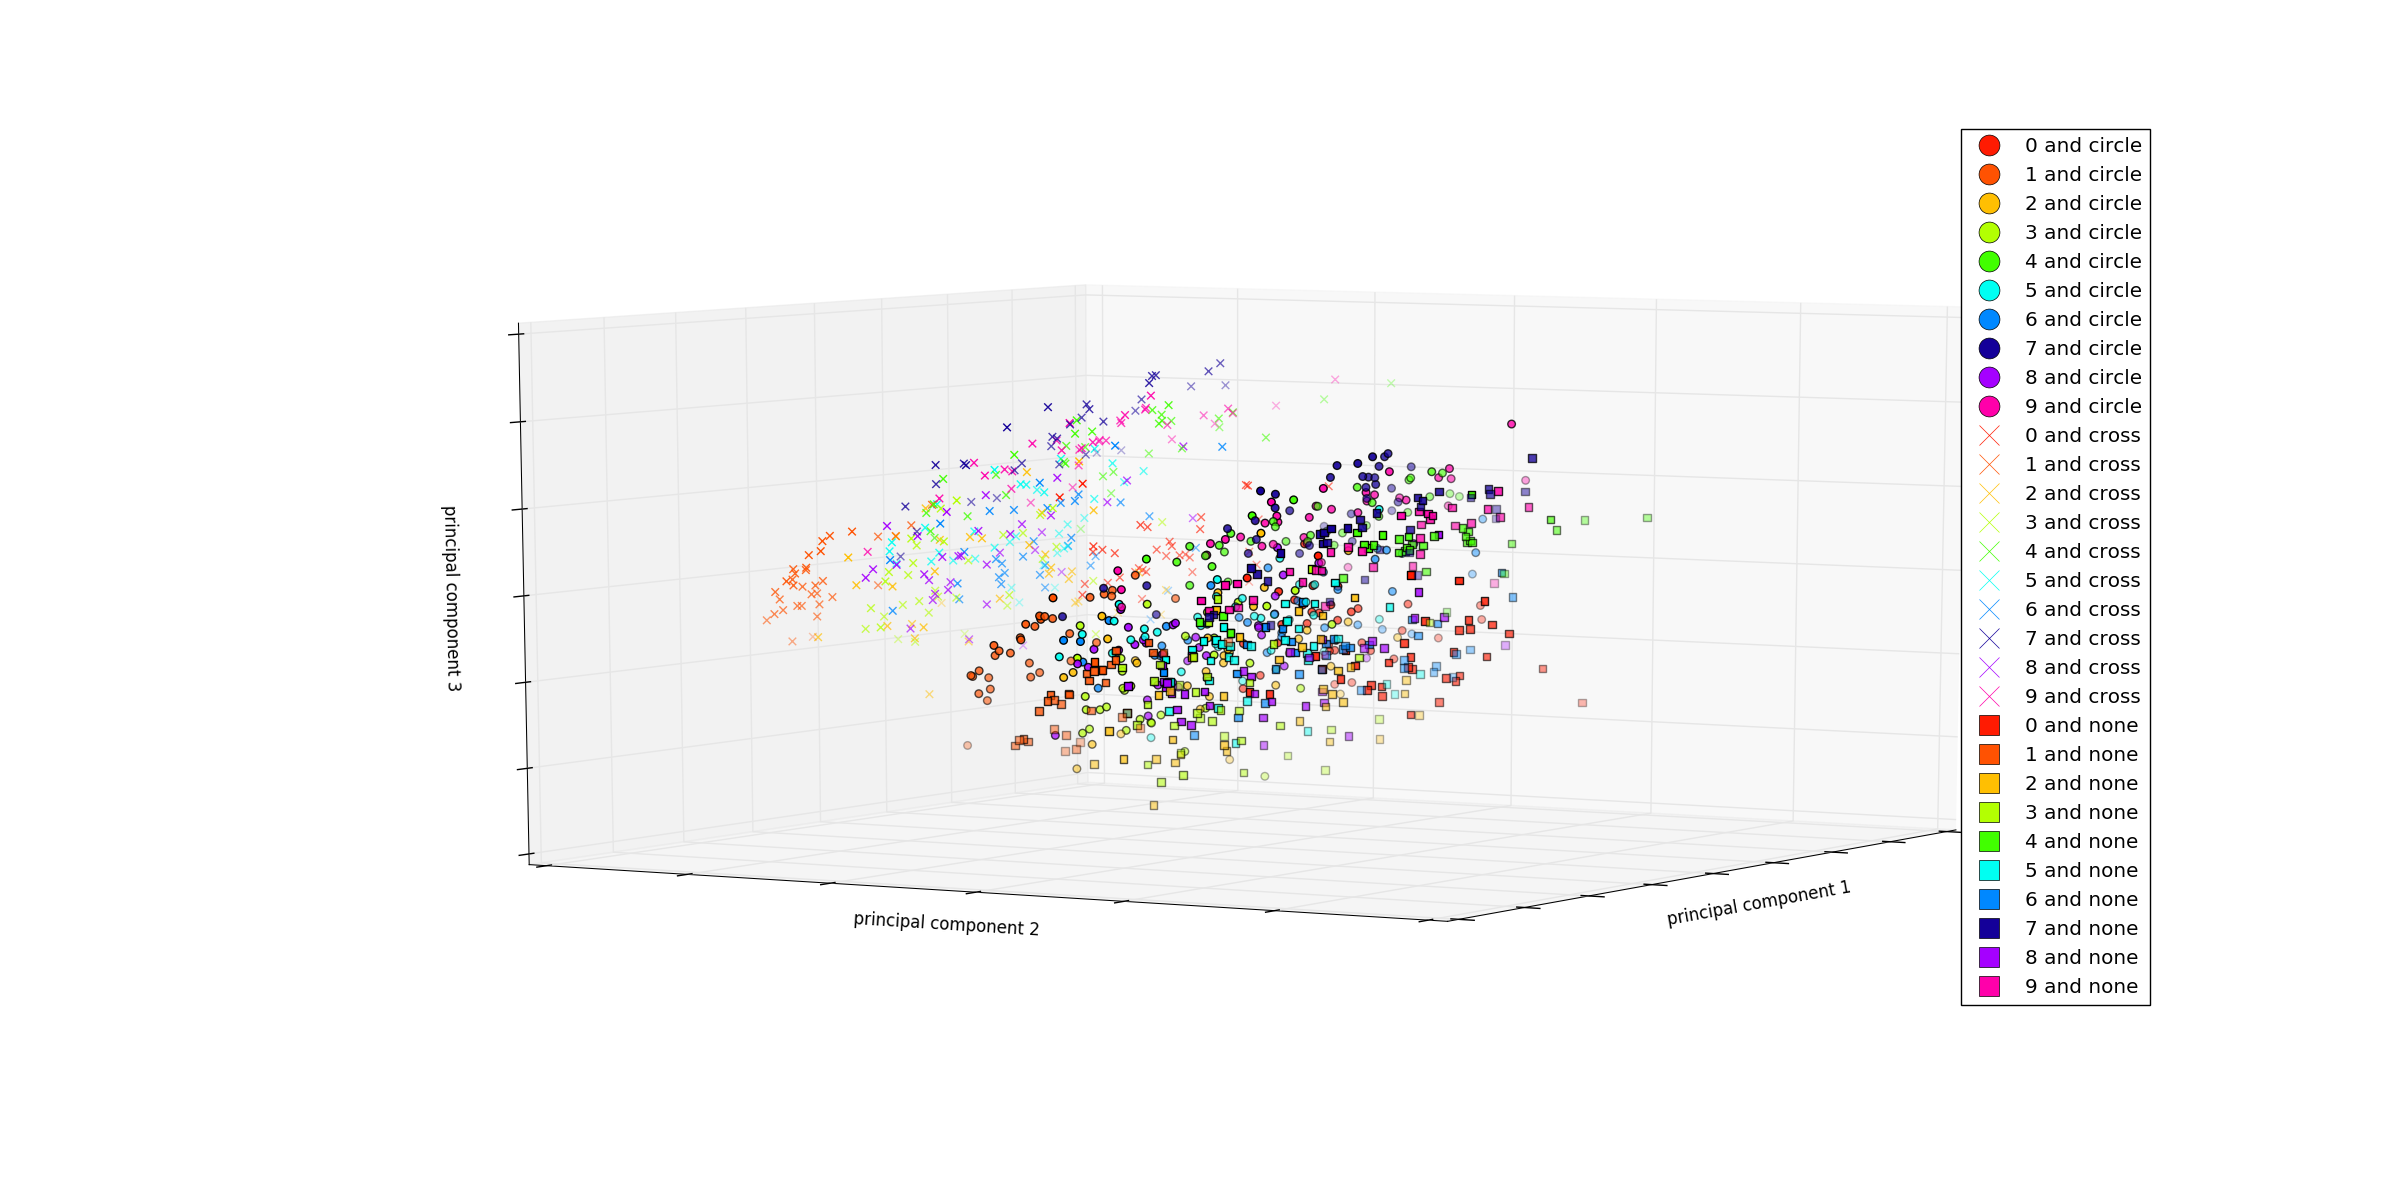 principal component 3
principal component 2
principal component 1
0 and circle
1 and circle
2 and circle
3 and circle
4 and circle
5 and circle
6 and circle
7 and circle
8 and circle
9 and circle
0 and cross
1 and cross
2 and cross
3 and cross
4 and cross
5 and cross
6 and cross
7 and cross
8 and cross
9 and cross
0 and none
1 and none
2 and none
3 and none
4 and none
5 and none
6 and none
7 and none
8 and none
9 and none